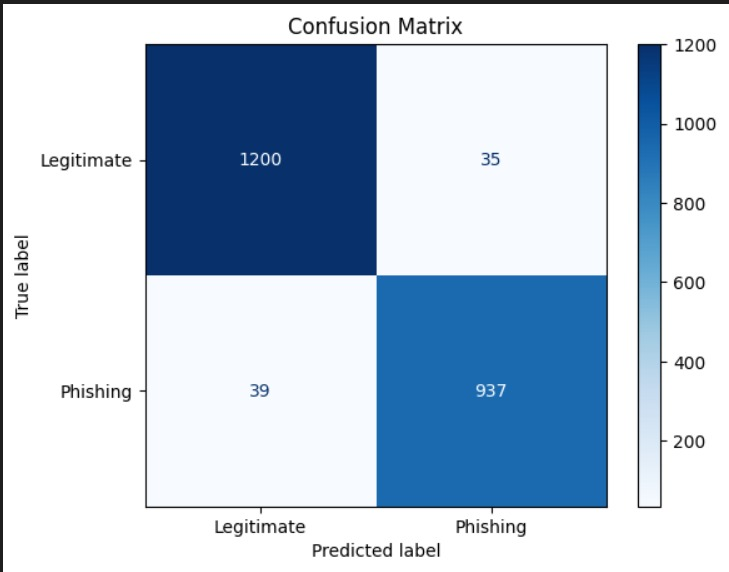 Confusion Matrix
Legitimate
1200
35
Phishing
39
937
Legitimate
Phishing
Predicted label
True label
1200
1000
800
600
400
200